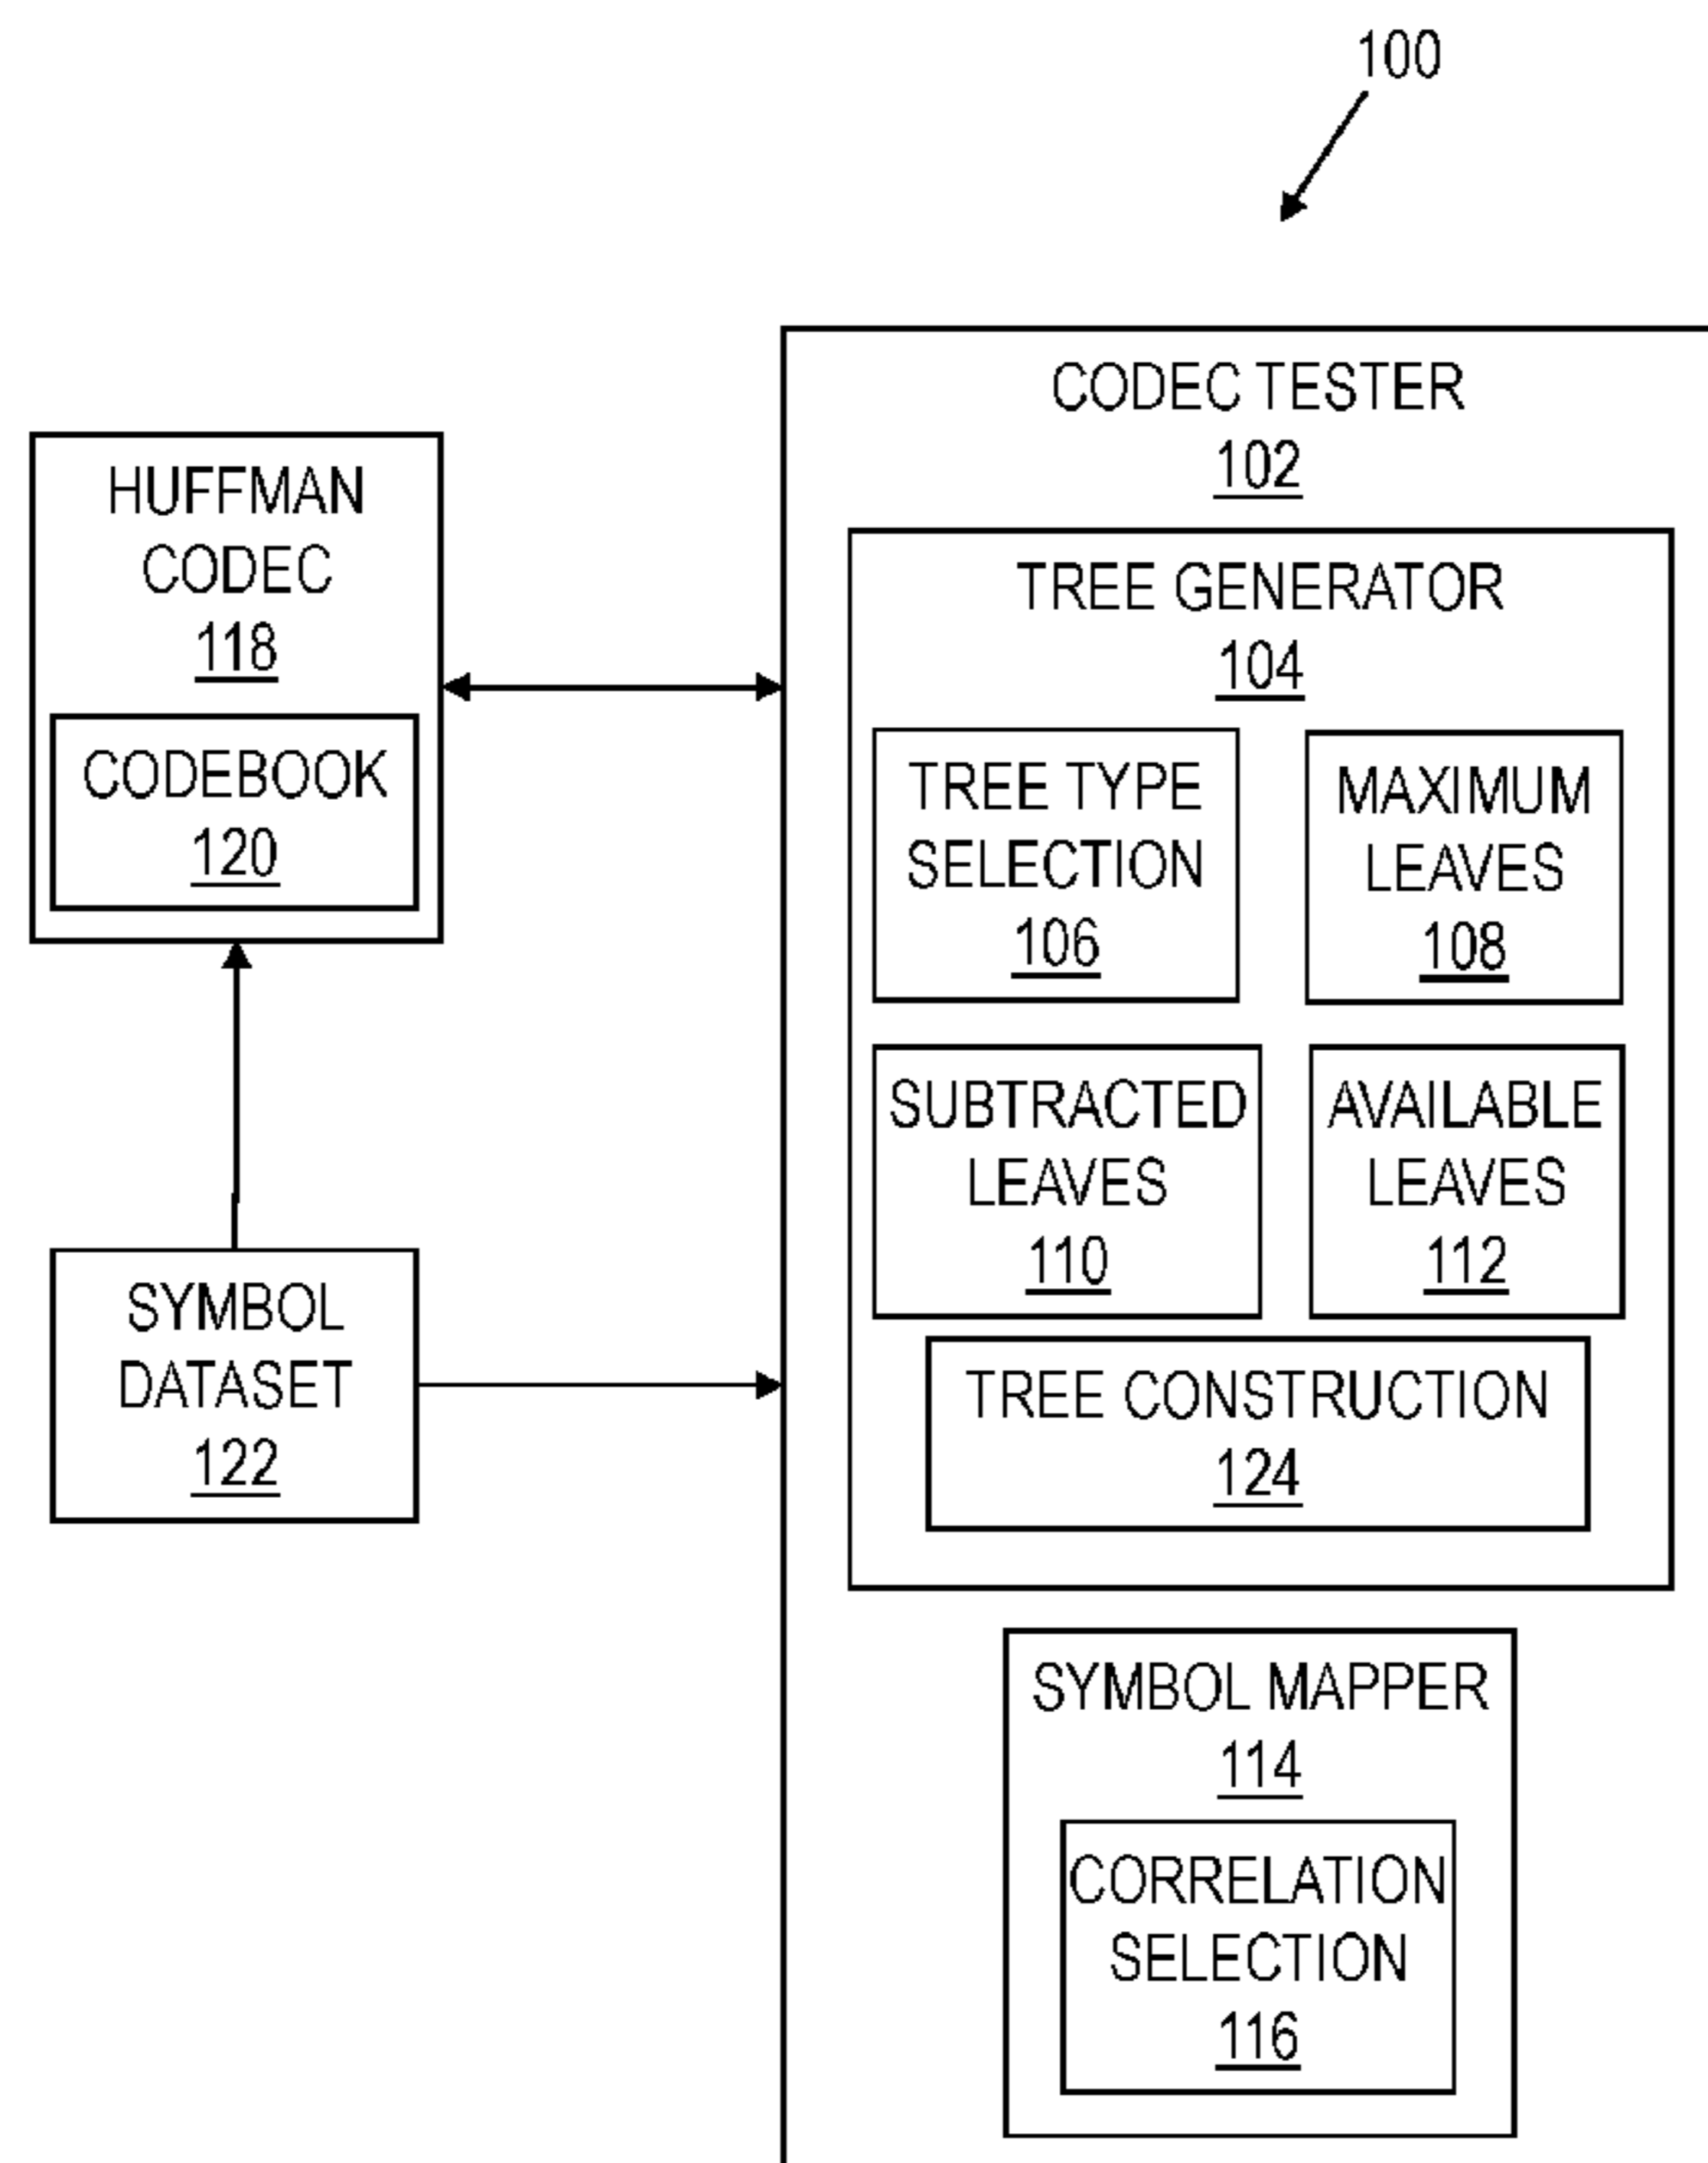 100
CODEC TESTER
102
HUFFMAN
CODEC
118
CODEBOOK
120
TREE GENERATOR
104
TREE TYPE
SELECTION
106
MAXIMUM
LEAVES
108
SUBTRACTED
LEAVES
110
AVAILABLE
LEAVES
112
SYMBOL
DATASET
122
TREE CONSTRUCTION
124
SYMBOL MAPPER
114
CORRELATION
SELECTION
116